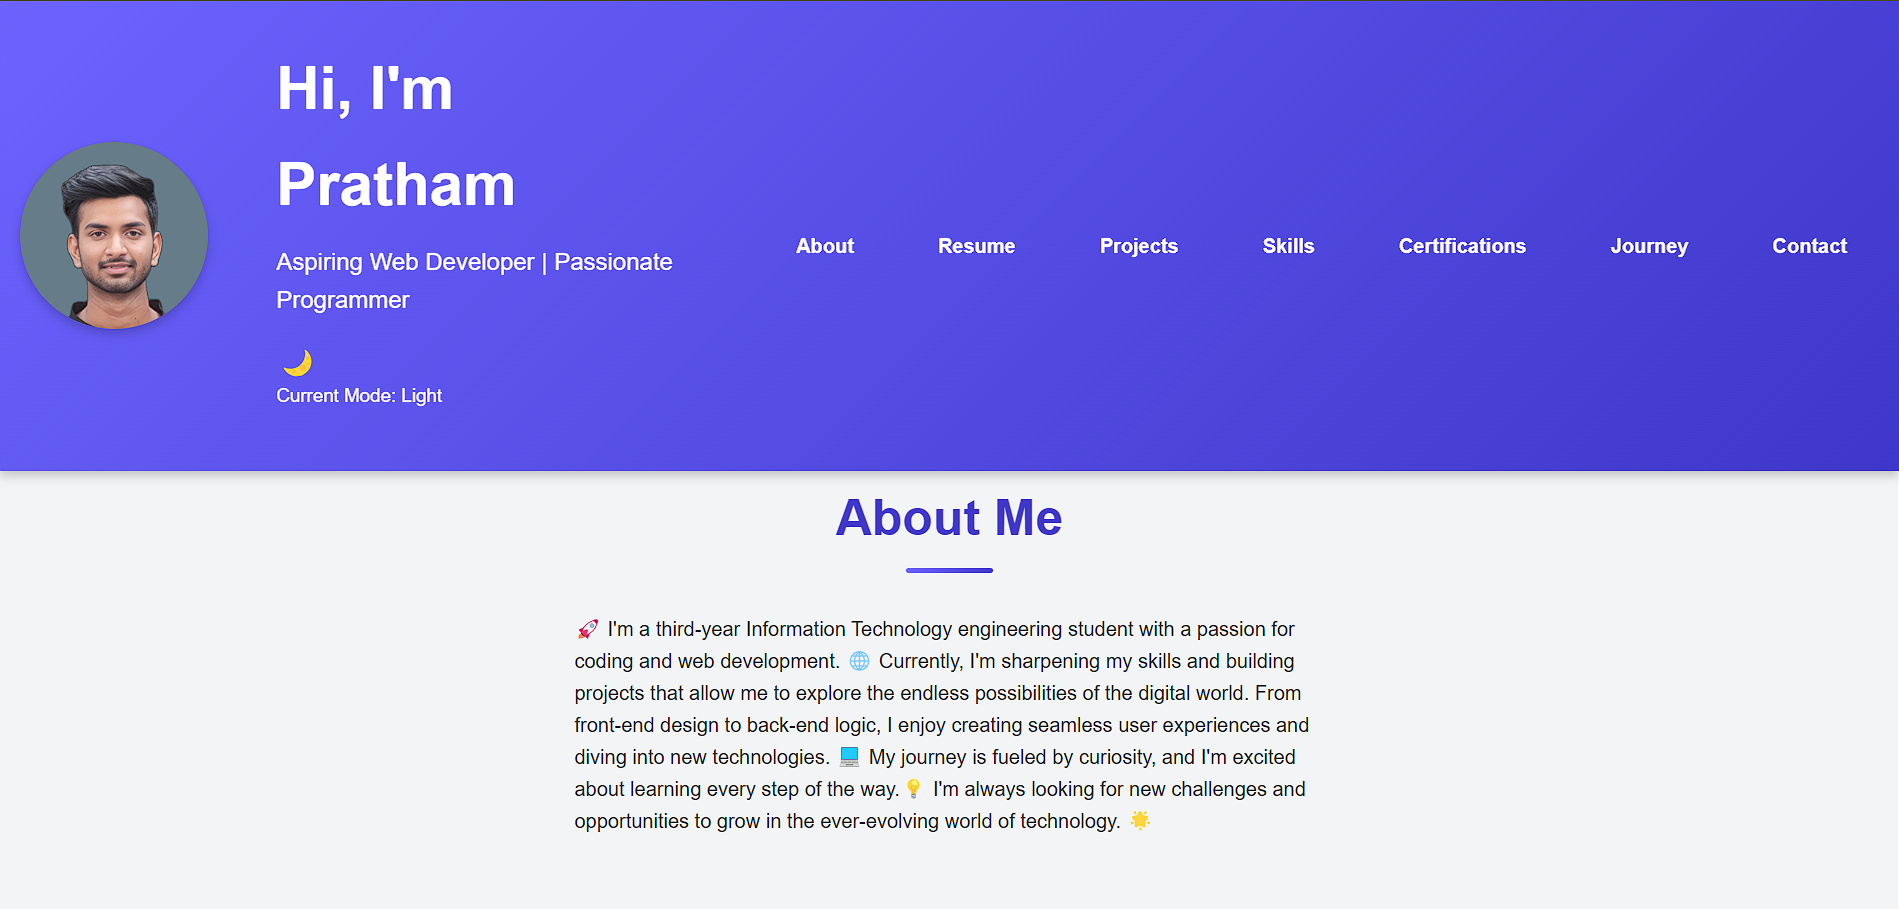 Hi, I'm
Pratham
Aspiring Web Developer | Passionate
Programmer
🌙
Current Mode: Light
About Resume Projects Skills Certifications Journey Contact
About Me
🚀 I'm a third-year Information Technology engineering student with a passion for
coding and web development. 🌐 Currently, I'm sharpening my skills and building
projects that allow me to explore the endless possibilities of the digital world. From
front-end design to back-end logic, I enjoy creating seamless user experiences and
diving into new technologies. 💻 My journey is fueled by curiosity, and I'm excited
about learning every step of the way. 💡 I'm always looking for new challenges and
opportunities to grow in the ever-evolving world of technology. 🌟